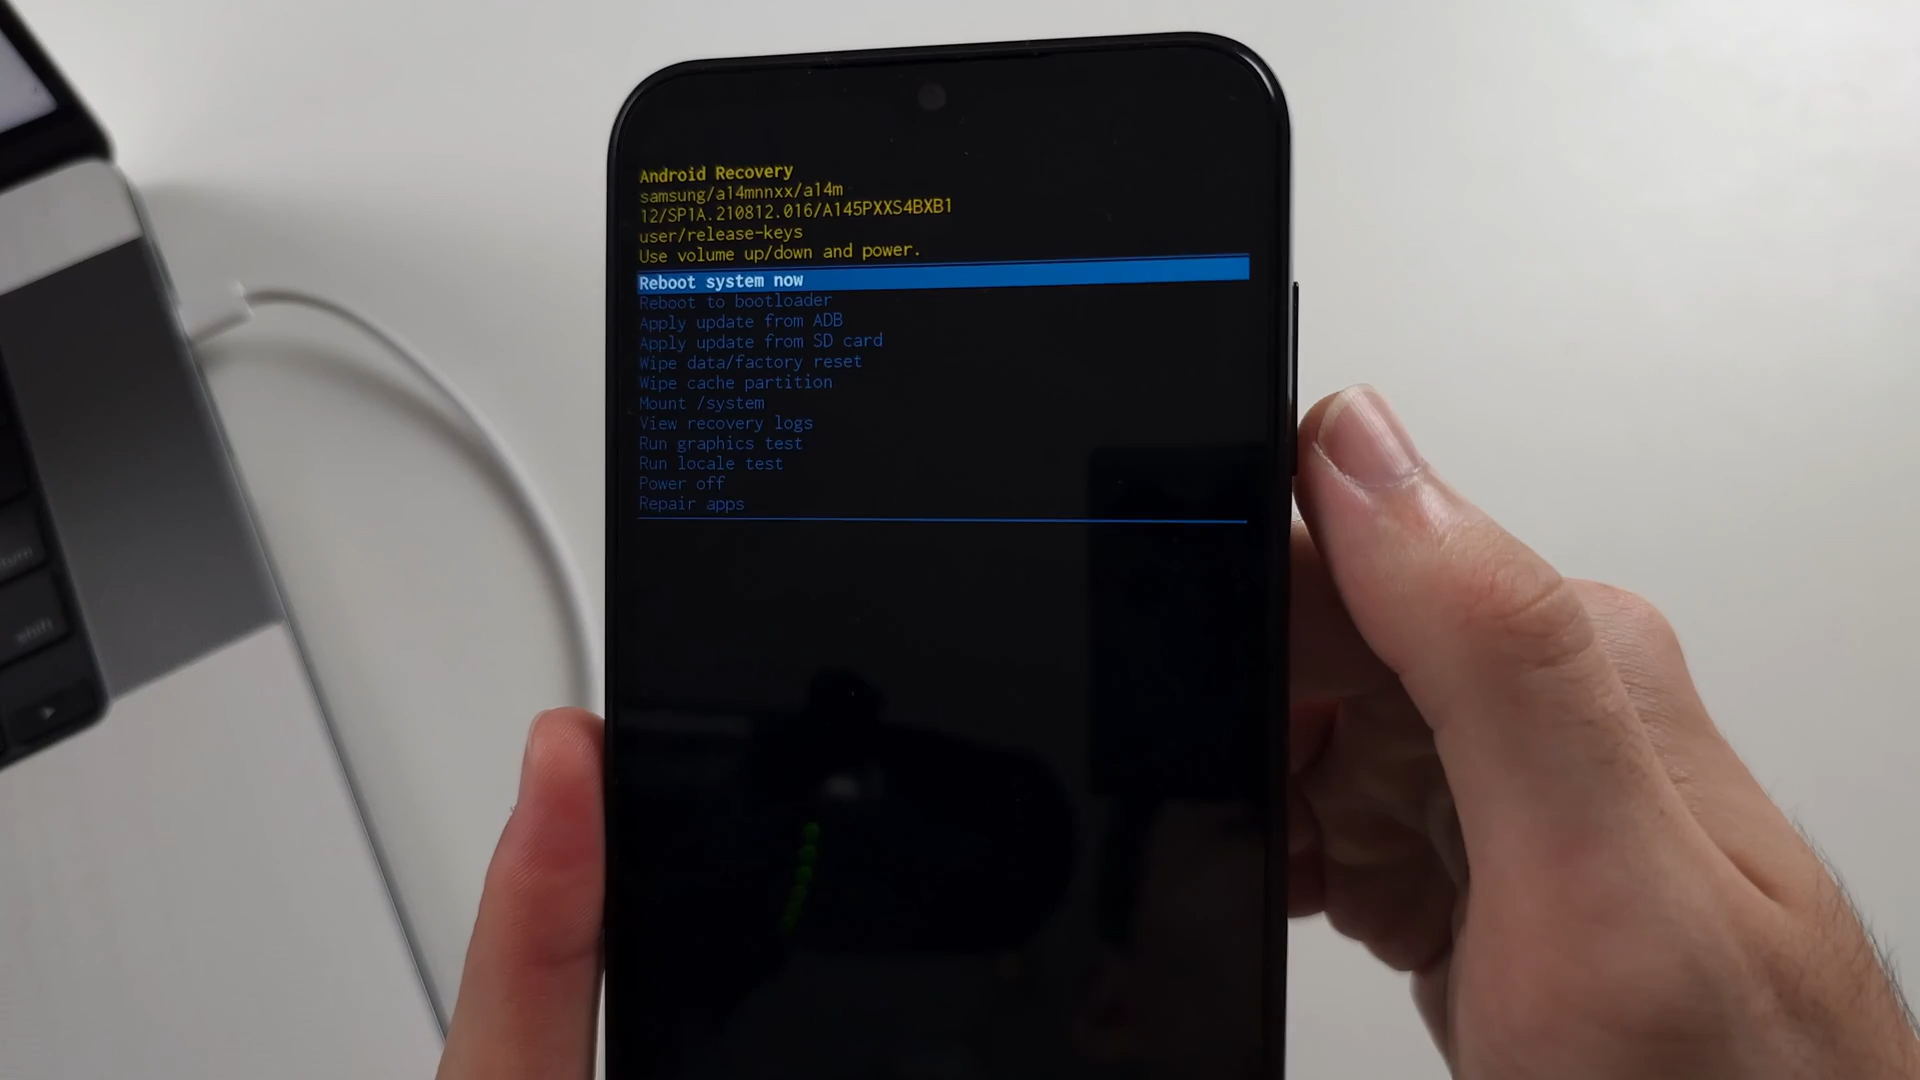 Android Recovery
samsung/a14mnnxx/a14m
12/SP1A.210812.016/A145PXXS4BXB1
user/release-keys
Use volume up/down and power.
Reboot system now
Reboot to bootloader
Apply update from ADB
Apply update from SD card
Wipe data/factory reset
Wipe cache partition
Mount /system
View recovery logs
Run graphics test
Run locale test
Power off
Repair apps
shift